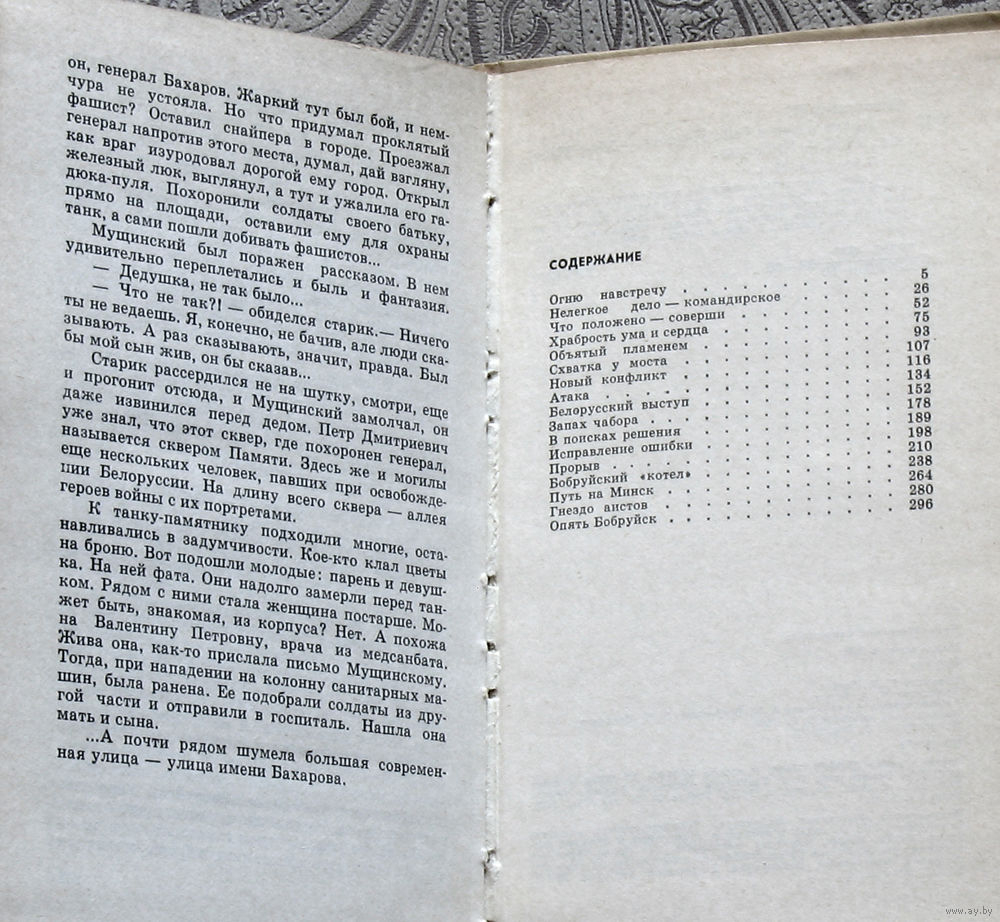 он, генерал Бахаров. Жаркий тут был бой, и нем-
чура не устояла. Но что придумал проклятый
фашист? Оставил снайпера в городе. Проезжал
генерал напротив этого места, думал, дай взгляну,
как враг изуродовал дорогой ему город. Открыл
железный люк, выглянул, а тут и ужалила его га-
дюка-пуля. Похоронили солдаты своего батьку,
прямо на площади, оставили ему для охраны
танк, а сами пошли добивать фашистов...
Мущинский был поражен рассказом. В нем
удивительно переплетались и быль и фантазия.
— Дедушка, не так было...
— Что не так?! — обиделся старик.— Ничего
ты не ведаешь. Я, конечно, не бачив, але люди ска-
зывают. А раз сказывают, значит, правда. Был
бы мой сын жив, он бы сказав...
Старик рассердился не на шутку, смотри, еще
и прогонит отсюда, и Мущинский замолчал, он
даже извинился перед дедом. Петр Дмитриевич
уже знал, что этот сквер, где похоронен генерал,
называется сквером Памяти. Здесь же и могилы
еще нескольких человек, павших при освобожде-
нии Белоруссии. На длину всего сквера — аллея
героев войны с их портретами.
К танку-памятнику подходили многие, оста-
навливались в задумчивости. Кое-кто клал цветы
на броню. Вот подошли молодые: парень и девуш-
ка. На ней фата. Они надолго замерли перед тан-
ком. Рядом с ними стала женщина постарше. Мо-
жет быть, знакомая, из корпуса? Нет. А похожа
на Валентину Петровну, врача из медсанбата.
Жива она, как-то прислала письмо Мущинскому.
Тогда, при нападении на колонну санитарных ма-
шин, была ранена. Ее подобрали солдаты из дру-
гой части и отправили в госпиталь. Нашла она
мать и сына.
...А почти рядом шумела большая современ-
ная улица — улица имени Бахарова.
СОДЕРЖАНИЕ
Огню навстречу . . . . . . . . . . 5
Нелегкое дело — командирское . . . . . 26
Что положено — соверши . . . . . . . 52
Храбрость ума и сердца . . . . . . . 75
Объятый пламенем . . . . . . . . . 93
Схватка у моста . . . . . . . . . . 107
Новый конфликт . . . . . . . . . . 116
Атака . . . . . . . . . . . . . 134
Белорусский выступ . . . . . . . . 152
Запах чабора . . . . . . . . . . . 178
В поисках решения . . . . . . . . . 189
Исправление ошибки . . . . . . . . 198
Прорыв . . . . . . . . . . . . . 210
Бобруйский «котел» . . . . . . . . 238
Путь на Минск . . . . . . . . . . 264
Гнездо аистов . . . . . . . . . . 280
Опять Бобруйск . . . . . . . . . . 296
www.ay.by